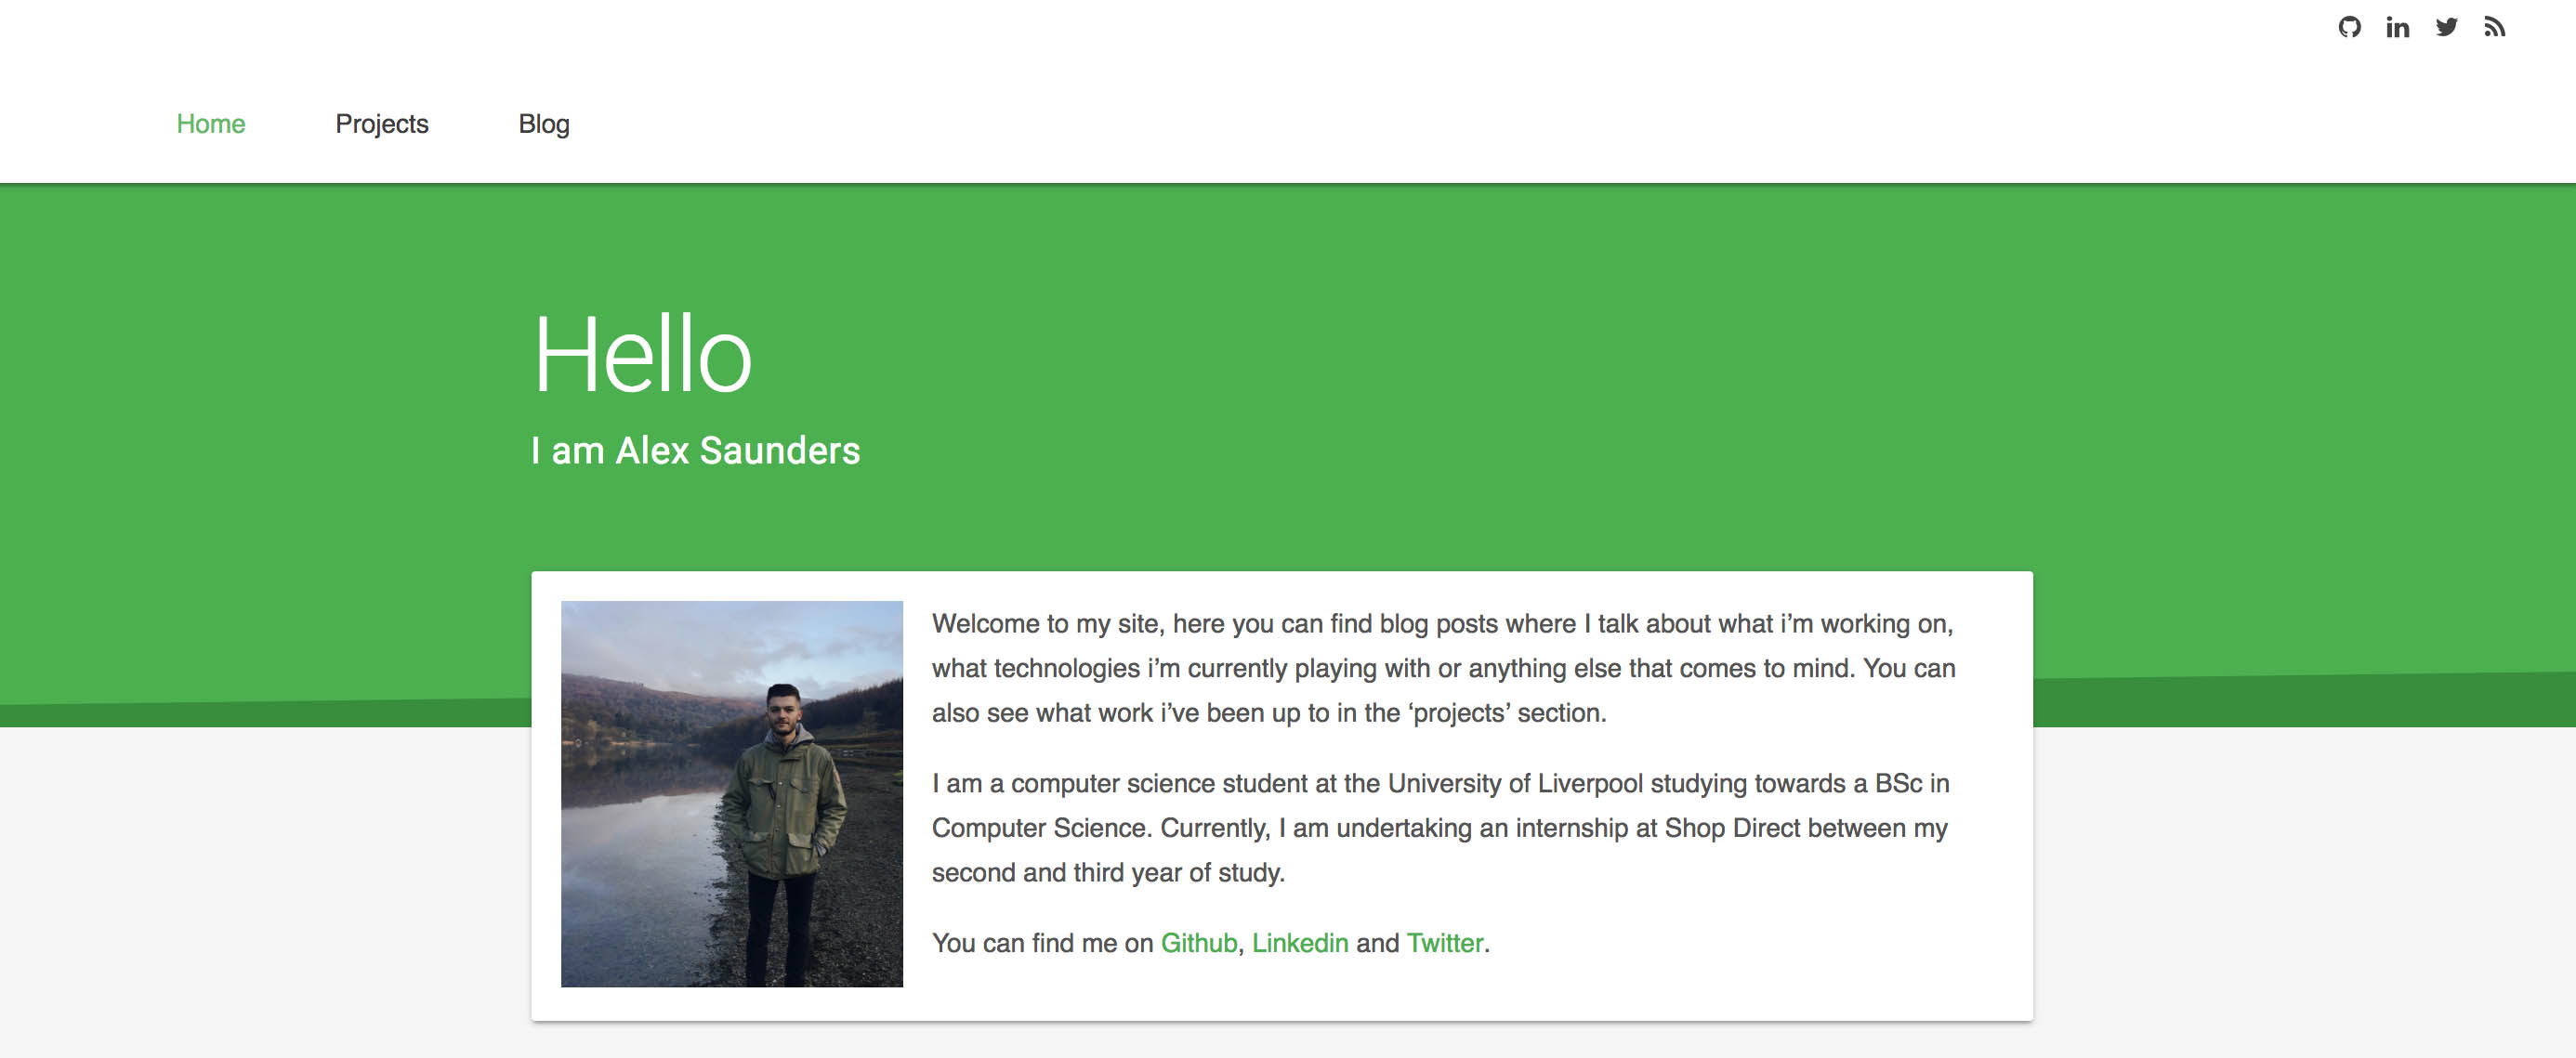 Home Projects Blog
Hello
I am Alex Saunders
Welcome to my site, here you can find blog posts where I talk about what i’m working on,
what technologies i’m currently playing with or anything else that comes to mind. You can
also see what work i’ve been up to in the ‘projects’ section.
I am a computer science student at the University of Liverpool studying towards a BSc in
Computer Science. Currently, I am undertaking an internship at Shop Direct between my
second and third year of study.
You can find me on Github, Linkedin and Twitter.